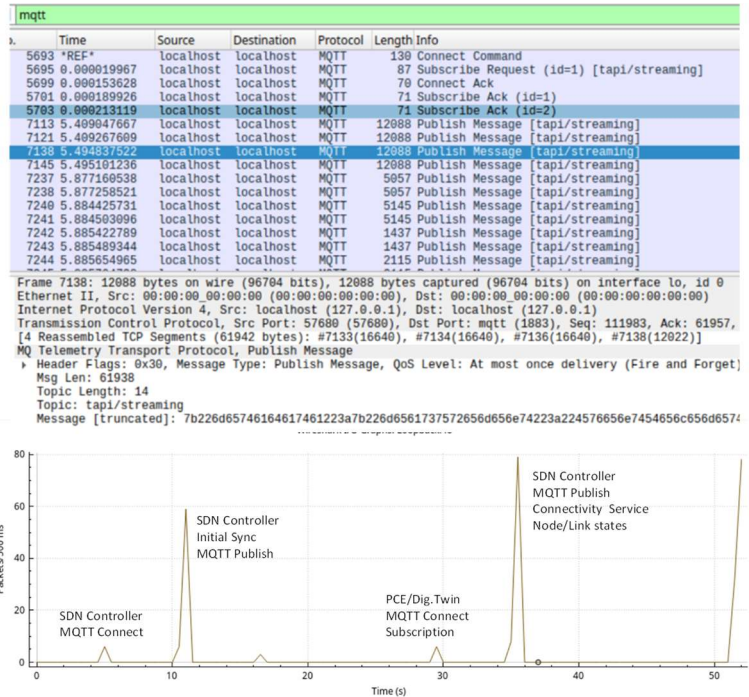 mqtt
Time Source Destination Protocol Length Info
5693 *REF* localhost localhost MQTT 130 Connect Command
5695 0.000019967 localhost localhost MQTT 87 Subscribe Request (id=1) [tapi/streaming]
5699 0.000153628 localhost localhost MQTT 70 Connect Ack
5701 0.000189926 localhost localhost MQTT 71 Subscribe Ack (id=1)
5703 0.000213119 localhost localhost MQTT 71 Subscribe Ack (id=2)
7113 5.409047667 localhost localhost MQTT 12088 Publish Message [tapi/streaming]
7121 5.409267609 localhost localhost MQTT 12088 Publish Message [tapi/streaming]
7138 5.494837522 localhost localhost MQTT 12088 Publish Message [tapi/streaming]
7145 5.495101236 localhost localhost MQTT 12088 Publish Message [tapi/streaming]
7237 5.877160538 localhost localhost MQTT 5057 Publish Message [tapi/streaming]
7238 5.877258521 localhost localhost MQTT 5057 Publish Message [tapi/streaming]
7240 5.884425731 localhost localhost MQTT 5145 Publish Message [tapi/streaming]
7241 5.884503096 localhost localhost MQTT 5145 Publish Message [tapi/streaming]
7242 5.885422789 localhost localhost MQTT 1437 Publish Message [tapi/streaming]
7243 5.885489344 localhost localhost MQTT 1437 Publish Message [tapi/streaming]
7244 5.885654965 localhost localhost MQTT 2115 Publish Message [tapi/streaming]
Frame 7138: 12088 bytes on wire (96704 bits), 12088 bytes captured (96704 bits) on interface lo, id 0
Ethernet II, Src: 00:00:00_00:00:00 (00:00:00:00:00:00), Dst: 00:00:00_00:00:00 (00:00:00:00:00:00)
Internet Protocol Version 4, Src: localhost (127.0.0.1), Dst: localhost (127.0.0.1)
Transmission Control Protocol, Src Port: 57680 (57680), Dst Port: mqtt (1883), Seq: 111983, Ack: 61957,
[4 Reassembled TCP Segments (61942 bytes): #7133(16640), #7134(16640), #7136(16640), #7138(12022)]
MQ Telemetry Transport Protocol, Publish Message
Header Flags: 0x30, Message Type: Publish Message, QoS Level: At most once delivery (Fire and Forget)
Msg Len: 61938
Topic Length: 14
Topic: tapi/streaming
Message [truncated]: 7b226d65746164617461223a7b226d6561737572656d656e74223a224576656e7454656c656d6574
80
60
40
20
0
SDN Controller
MQTT Connect
SDN Controller
Initial Sync
MQTT Publish
PCE/Dig.Twin
MQTT Connect
Subscription
SDN Controller
MQTT Publish
Connectivity Service
Node/Link states
0 10 20 30 40 50
Time (s)